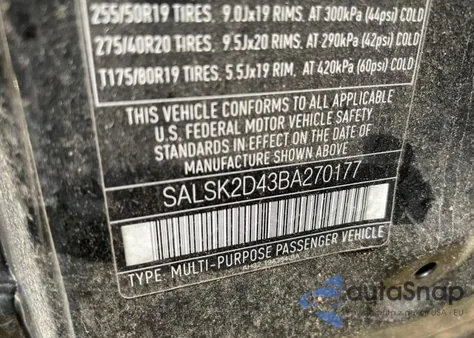 255/50R19 TIRES, 9.0Jx19 RIMS, AT 300kPa (44psi) COLD
275/40R20 TIRES, 9.5Jx20 RIMS, AT 290kPa (42psi) COLD
T175/80R19 TIRES, 5.5Jx19 RIM, AT 420kPa (60psi) COLD
THIS VEHICLE CONFORMS TO ALL APPLICABLE
U.S. FEDERAL MOTOR VEHICLE SAFETY
STANDARDS IN EFFECT ON THE DATE OF
MANUFACTURE SHOWN ABOVE
SALSK2D43BA270177
TYPE: MULTI-PURPOSE PASSENGER VEHICLE
autaSnap